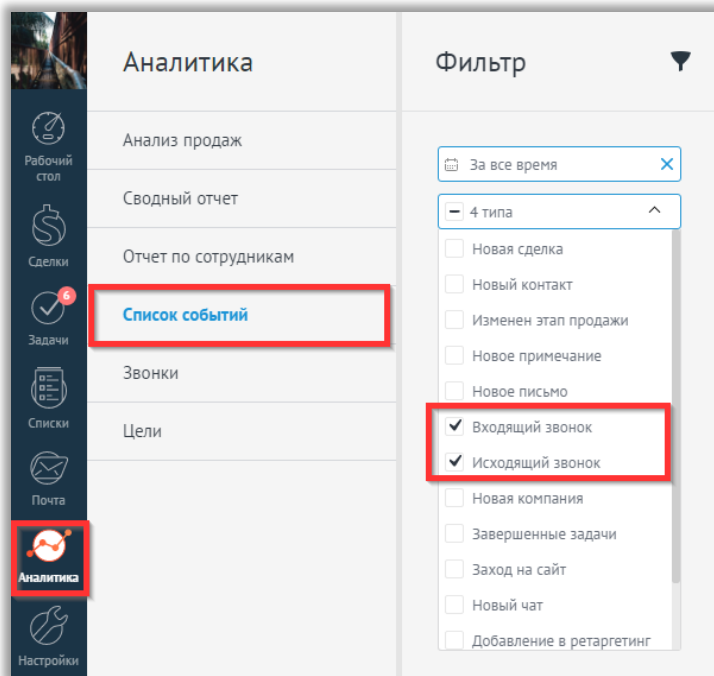 Рабочий
стол
Сделки
6
Задачи
Списки
Почта
Аналитика
Настройки
Аналитика
Анализ продаж
Сводный отчет
Отчет по сотрудникам
Список событий
Звонки
Цели
Фильтр
За все время
4 типа
Новая сделка
Новый контакт
Изменен этап продажи
Новое примечание
Новое письмо
Входящий звонок
Исходящий звонок
Новая компания
Завершенные задачи
Заход на сайт
Новый чат
Добавление в ретаргетинг